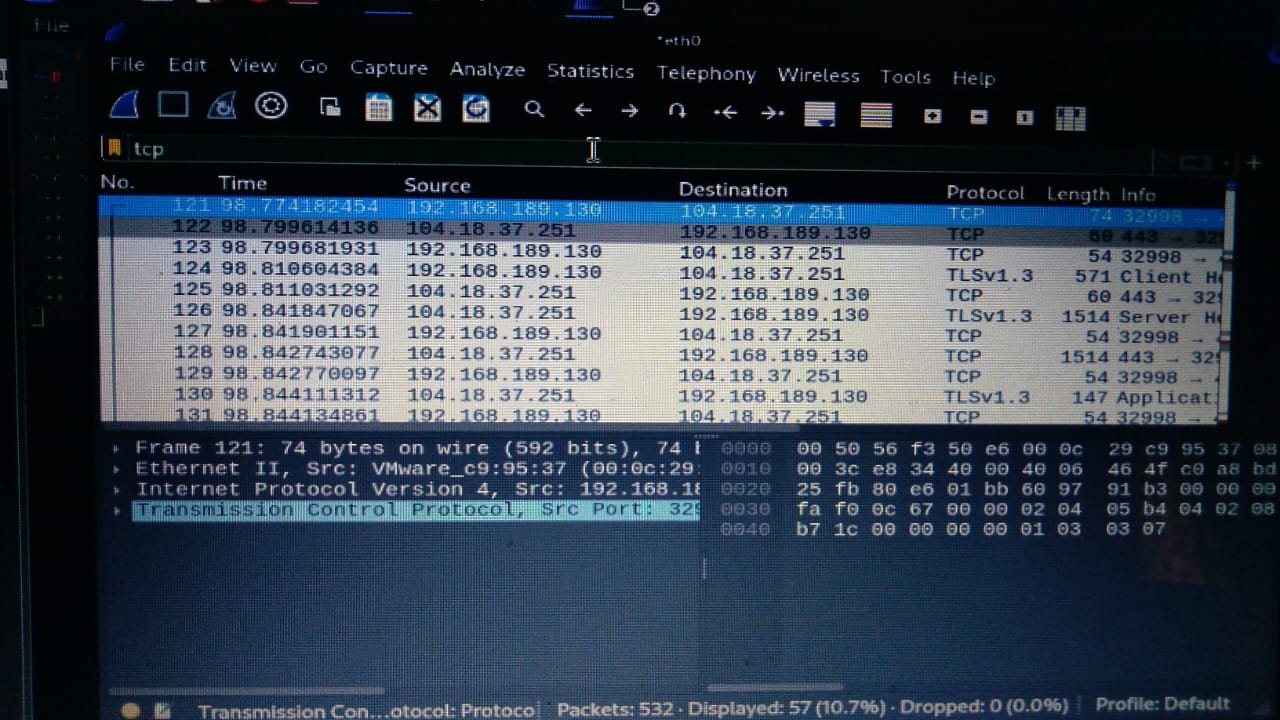 File
*eth0
File Edit View Go Capture Analyze Statistics Telephony Wireless Tools Help
tcp
No. Time Source Destination Protocol Length Info
121 98.774182454 192.168.189.130 104.18.37.251 TCP 74 32998 →
122 98.799614136 104.18.37.251 192.168.189.130 TCP 60 443 → 32
123 98.799681931 192.168.189.130 104.18.37.251 TCP 54 32998 →
124 98.810604384 192.168.189.130 104.18.37.251 TLSv1.3 571 Client He
125 98.811031292 104.18.37.251 192.168.189.130 TCP 60 443 → 329
126 98.841847067 104.18.37.251 192.168.189.130 TLSv1.3 1514 Server He
127 98.841901151 192.168.189.130 104.18.37.251 TCP 54 32998 →
128 98.842743077 104.18.37.251 192.168.189.130 TCP 1514 443 → 329
129 98.842770097 192.168.189.130 104.18.37.251 TCP 54 32998 →
130 98.844111312 104.18.37.251 192.168.189.130 TLSv1.3 147 Applicat
131 98.844134861 192.168.189.130 104.18.37.251 TCP 54 32998 →
Frame 121: 74 bytes on wire (592 bits), 74 b
Ethernet II, Src: VMware_c9:95:37 (00:0c:29:
Internet Protocol Version 4, Src: 192.168.18
Transmission Control Protocol, Src Port: 329
0000 00 50 56 f3 50 e6 00 0c 29 c9 95 37 08
0010 00 3c e8 34 40 00 40 06 46 4f c0 a8 bd
0020 25 fb 80 e6 01 bb 60 97 91 b3 00 00 00
0030 fa f0 0c 67 00 00 02 04 05 b4 04 02 08
0040 b7 1c 00 00 00 00 01 03 03 07
Transmission Con...otocol: Protocol Packets: 532 · Displayed: 57 (10.7%) · Dropped: 0 (0.0%) Profile: Default